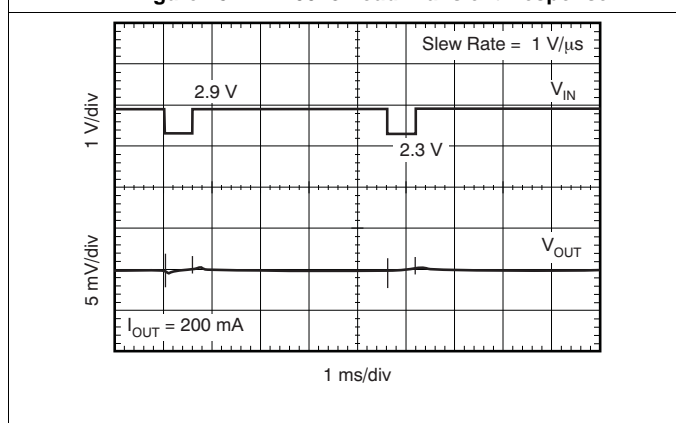 Slew Rate = 1 V/μs
2.9 V
V_IN
1 V/div
2.3 V
V_OUT
5 mV/div
I_OUT = 200 mA
1 ms/div